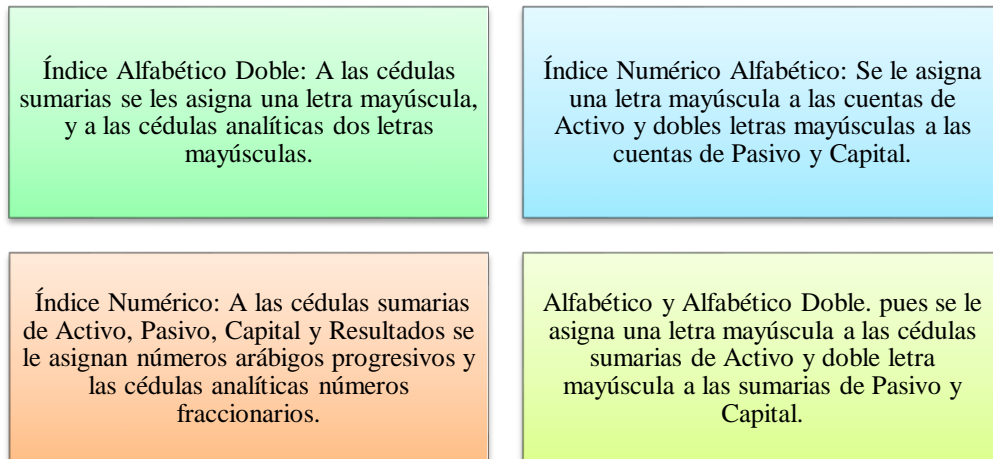 Índice Alfabético Doble: A las cédulas
sumarias se les asigna una letra mayúscula,
y a las cédulas analíticas dos letras
mayúsculas.
Índice Numérico Alfabético: Se le asigna
una letra mayúscula a las cuentas de
Activo y dobles letras mayúsculas a las
cuentas de Pasivo y Capital.
Índice Numérico: A las cédulas sumarias
de Activo, Pasivo, Capital y Resultados se
le asignan números arábigos progresivos y
las cédulas analíticas números
fraccionarios.
Alfabético y Alfabético Doble. pues se le
asigna una letra mayúscula a las cédulas
sumarias de Activo y doble letra
mayúscula a las sumarias de Pasivo y
Capital.